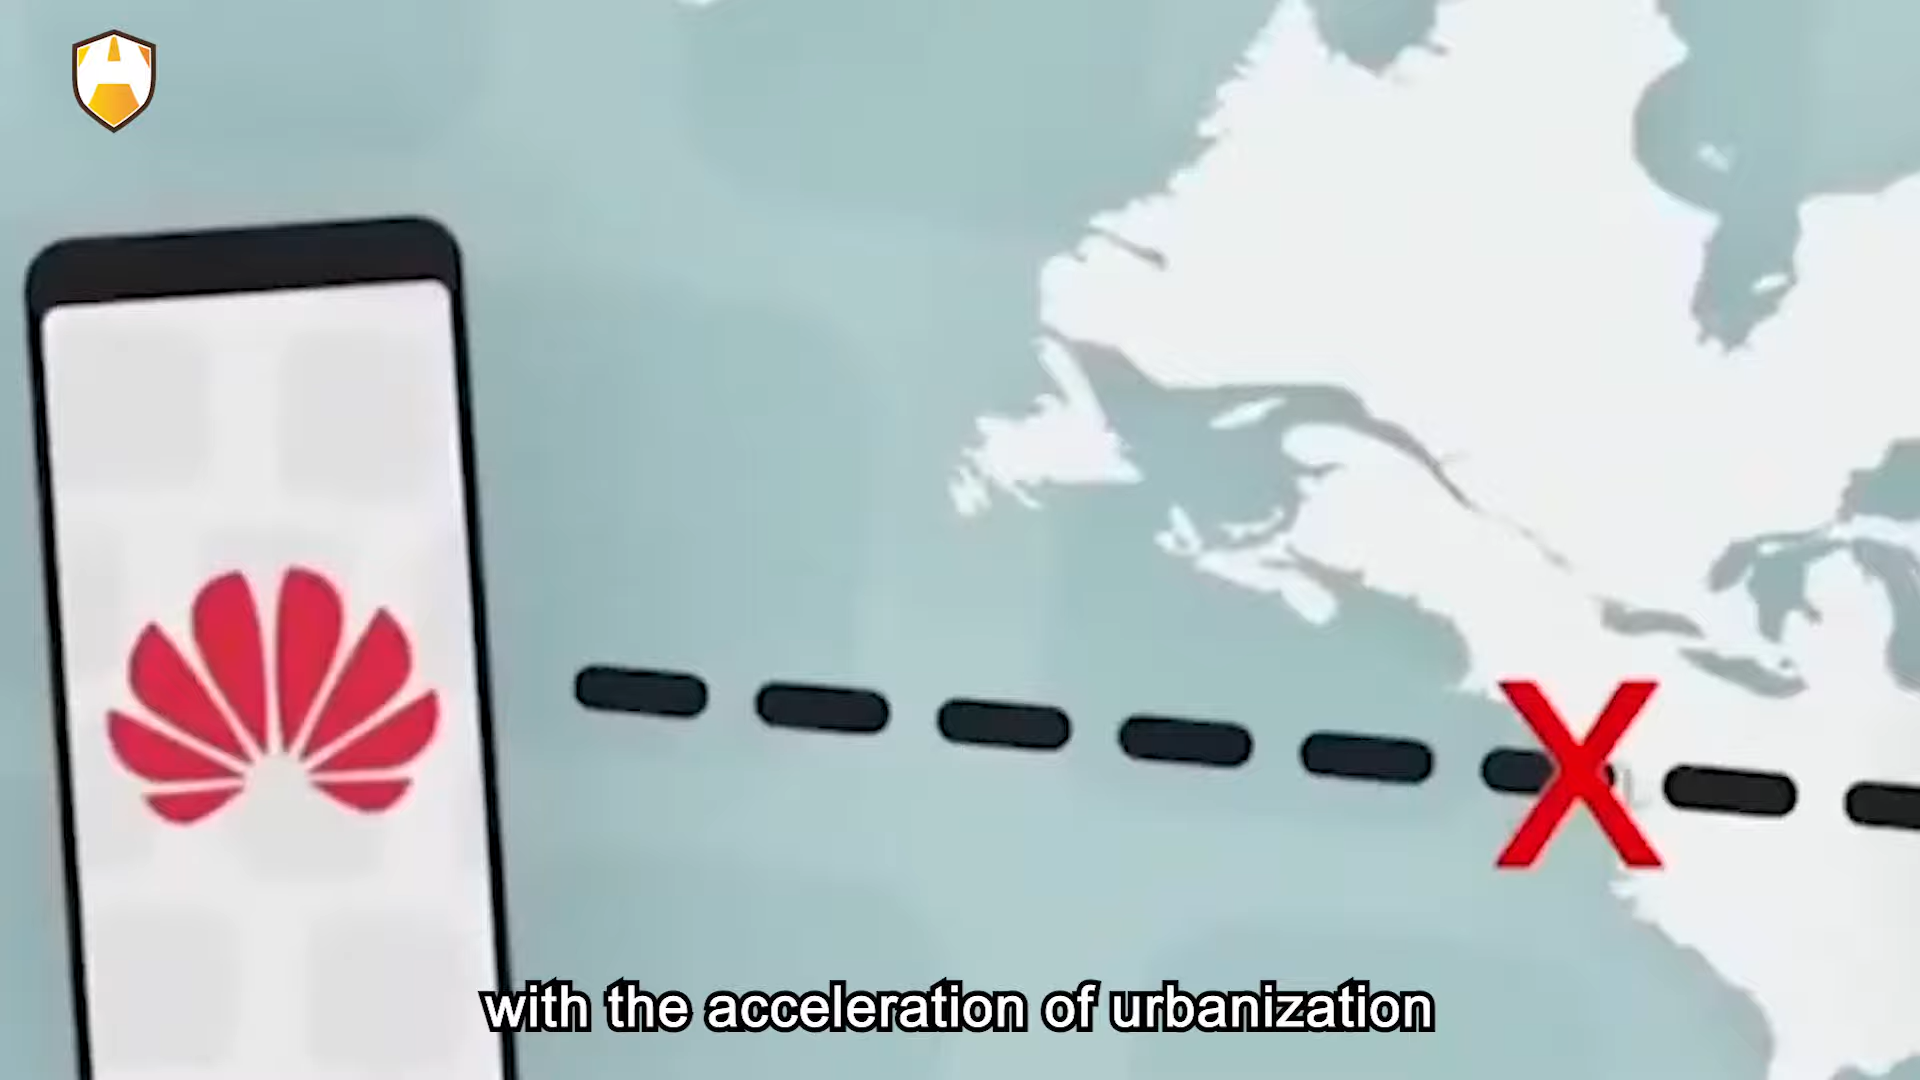 X
with the acceleration of urbanization